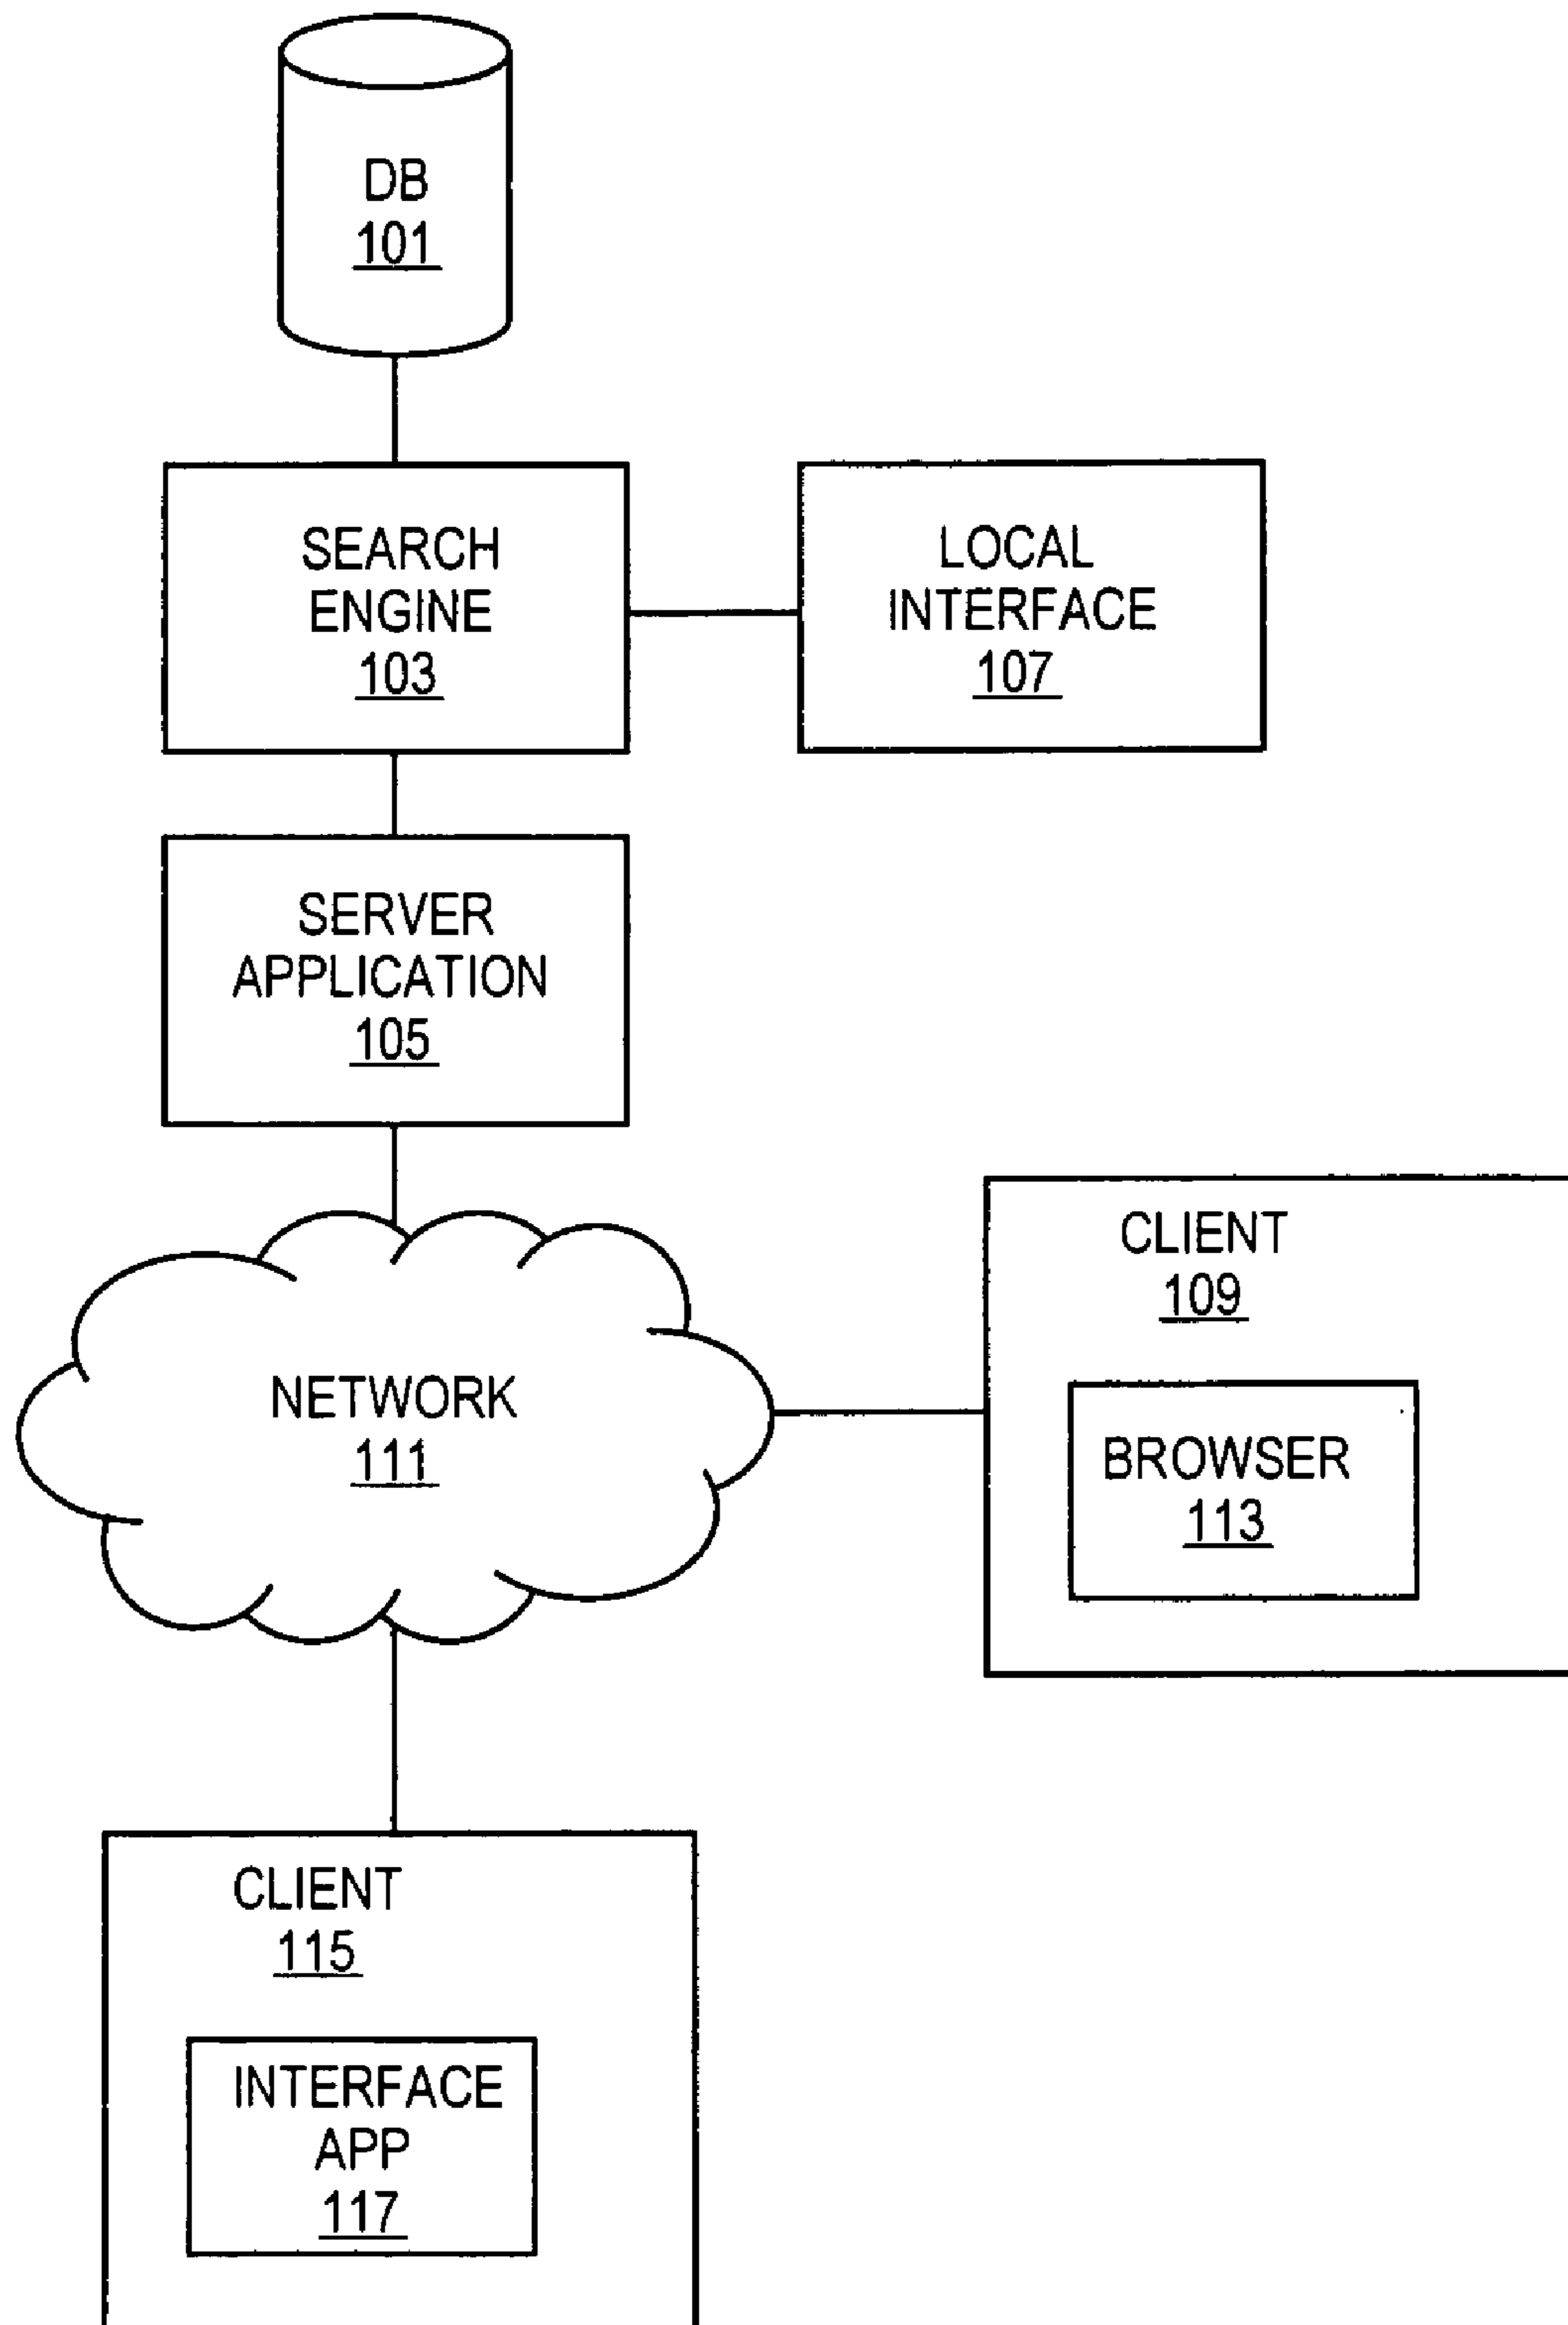 DB
101
SEARCH
ENGINE
103
LOCAL
INTERFACE
107
SERVER
APPLICATION
105
CLIENT
109
NETWORK
111
BROWSER
113
CLIENT
115
INTERFACE
APP
117